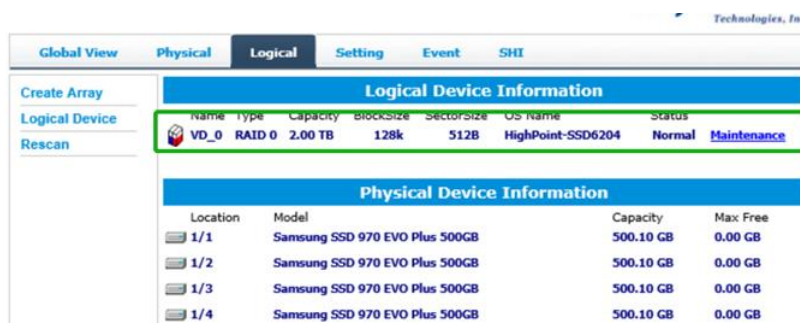 Technologies, In
Global View Physical Logical Setting Event SHI
Create Array
Logical Device
Rescan
Logical Device Information
Name Type Capacity BlockSize SectorSize OS Name Status
VD_0 RAID 0 2.00 TB 128k 512B HighPoint-SSD6204 Normal Maintenance
Physical Device Information
Location Model Capacity Max Free
1/1 Samsung SSD 970 EVO Plus 500GB 500.10 GB 0.00 GB
1/2 Samsung SSD 970 EVO Plus 500GB 500.10 GB 0.00 GB
1/3 Samsung SSD 970 EVO Plus 500GB 500.10 GB 0.00 GB
1/4 Samsung SSD 970 EVO Plus 500GB 500.10 GB 0.00 GB